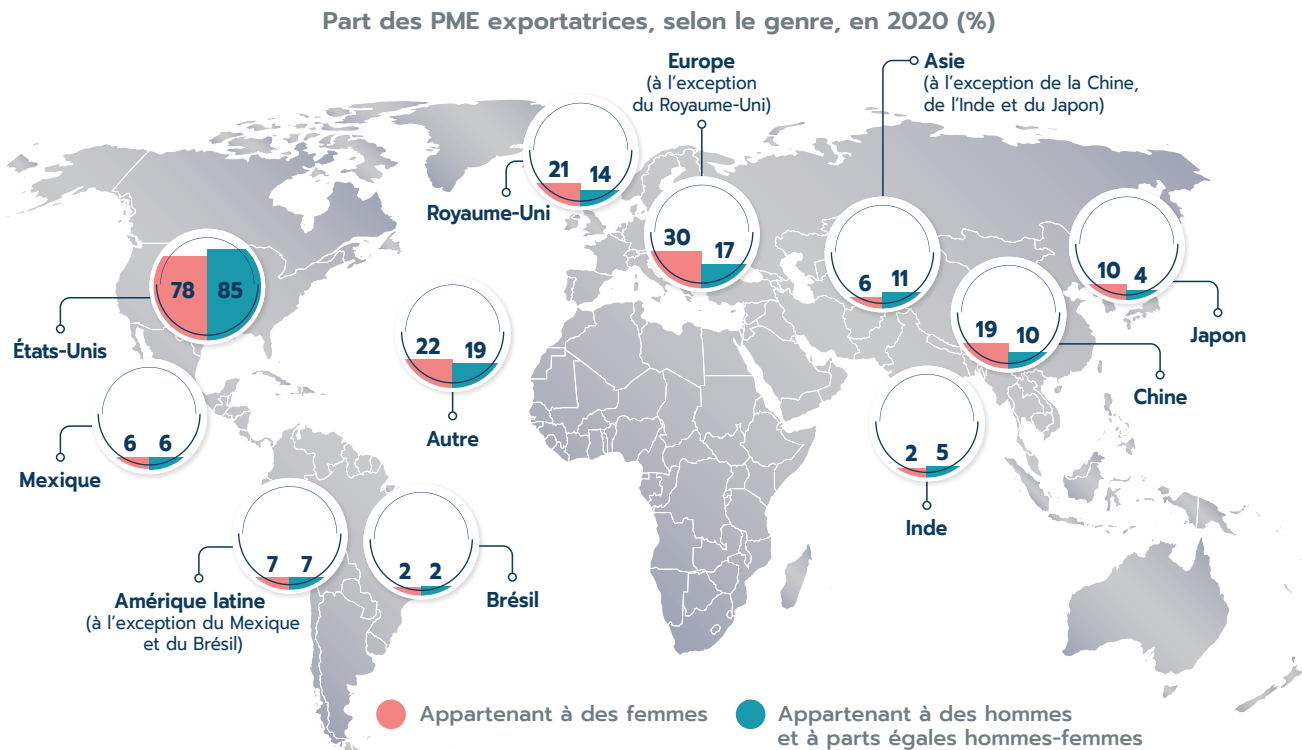 Part des PME exportatrices, selon le genre, en 2020 (%)
Europe
(à l’exception
du Royaume-Uni)
Asie
(à l’exception de la Chine,
de l’Inde et du Japon)
21 14
Royaume-Uni
30 17
6 11
10 4
Japon
78 85
États-Unis
22 19
Autre
19 10
Chine
6 6
Mexique
2 5
Inde
7 7
Amérique latine
(à l’exception du Mexique
et du Brésil)
2 2
Brésil
Appartenant à des femmes
Appartenant à des hommes
et à parts égales hommes-femmes